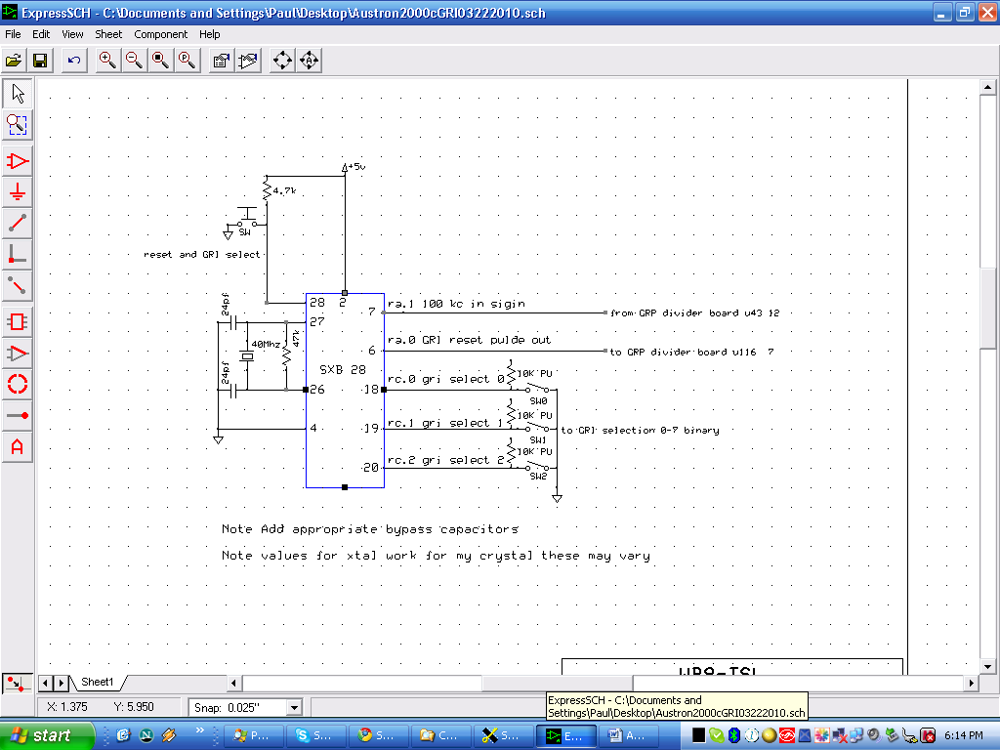 ExpressSCH - C:\Documents and Settings\Paul\Desktop\Austron2000cGRI03222010.sch
File Edit View Sheet Component Help
+5v
4.7k
SW
reset and GRI select
24pf
28 2
27
7
ra.1 100 kc in sigin
from GRP divider board u43 12
47k
40Mhz
ra.0 GRI reset pulde out
6
to GRP divider board u116 7
24pf
SXB 28
10K PU
rc.0 gri select 0
26
18
SW0
10K PU
rc.1 gri select 1
4
19
to GRI selection 0-7 binary
SW1
10K PU
rc.2 gri select 2
20
SW2
Note Add appropriate bypass capacitors
Note values for xtal work for my crystal these may vary
Sheet1
X: 1.375 Y: 5.950 Snap: 0.025"
ExpressSCH - C:\Documents and
Settings\Paul\Desktop\Austron2000cGRI03222010.sch
start P... S... S... C... S... E... A... 6:14 PM